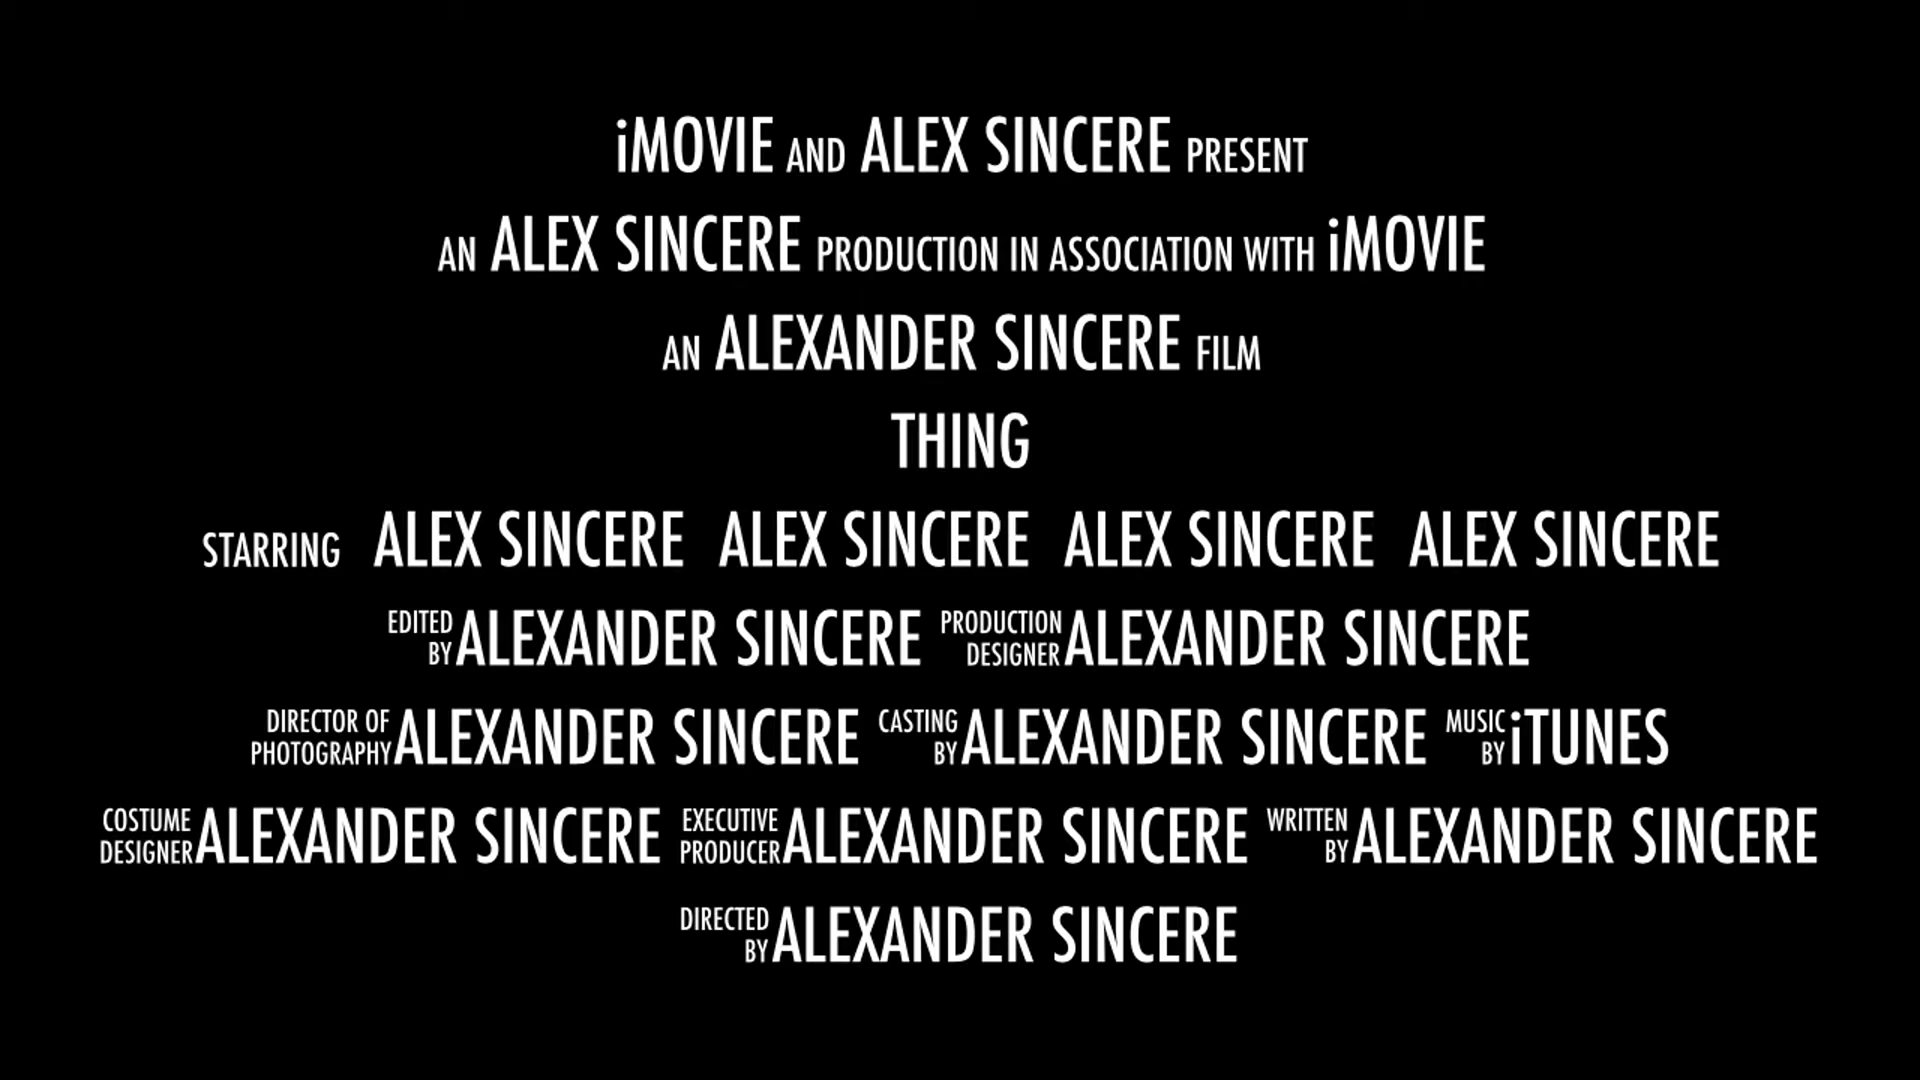 iMOVIE AND ALEX SINCERE PRESENT
AN ALEX SINCERE PRODUCTION IN ASSOCIATION WITH iMOVIE
AN ALEXANDER SINCERE FILM
THING
STARRING ALEX SINCERE ALEX SINCERE ALEX SINCERE ALEX SINCERE
EDITED BY ALEXANDER SINCERE PRODUCTION DESIGNER ALEXANDER SINCERE
DIRECTOR OF PHOTOGRAPHY ALEXANDER SINCERE CASTING BY ALEXANDER SINCERE MUSIC BY iTUNES
COSTUME DESIGNER ALEXANDER SINCERE EXECUTIVE PRODUCER ALEXANDER SINCERE WRITTEN BY ALEXANDER SINCERE
DIRECTED BY ALEXANDER SINCERE